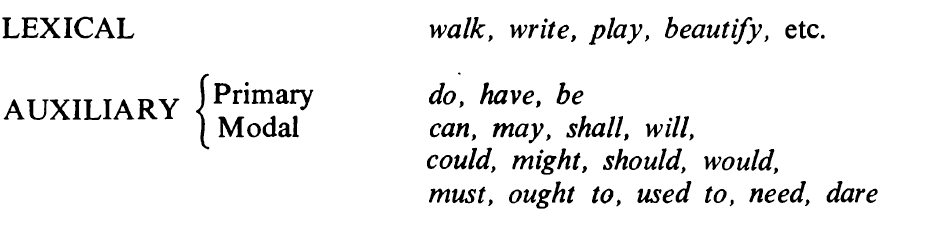 LEXICAL walk, write, play, beautify, etc.
AUXILIARY { Primary do, have, be
Modal can, may, shall, will,
could, might, should, would,
must, ought to, used to, need, dare